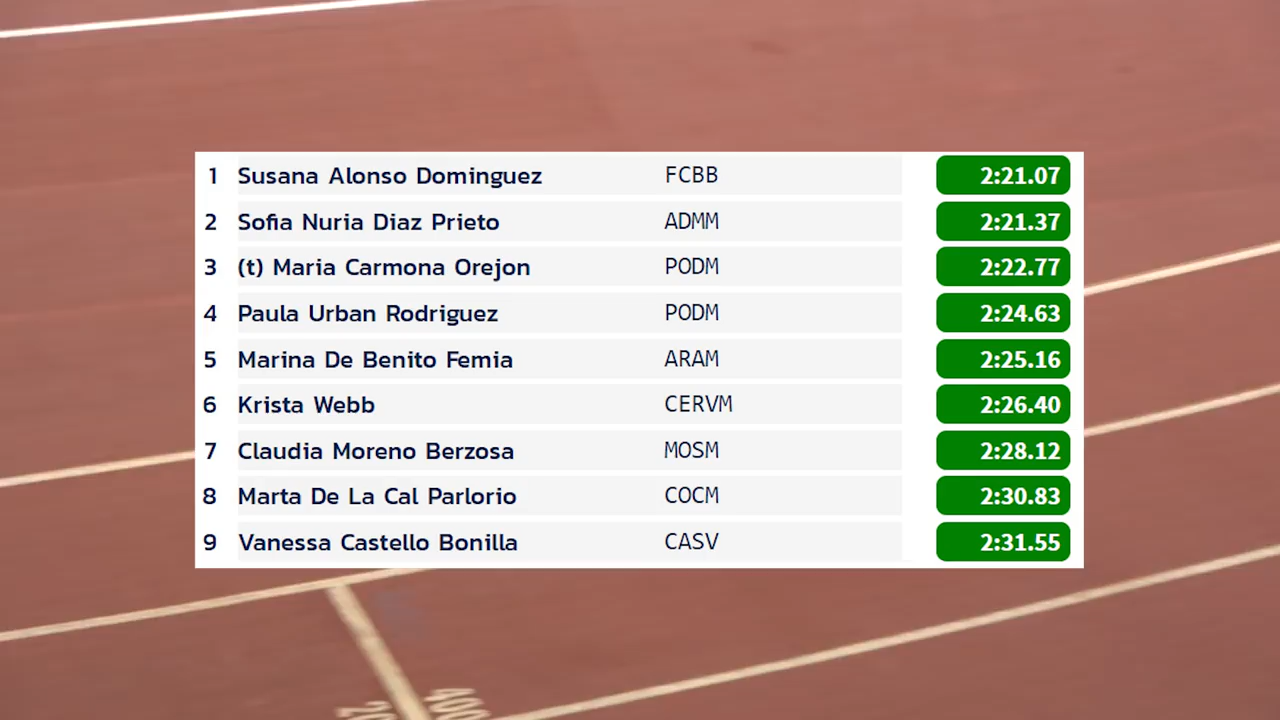 1 Susana Alonso Dominguez FCBB 2:21.07
2 Sofia Nuria Diaz Prieto ADMM 2:21.37
3 (t) Maria Carmona Orejon PODM 2:22.77
4 Paula Urban Rodriguez PODM 2:24.63
5 Marina De Benito Femia ARAM 2:25.16
6 Krista Webb CERVM 2:26.40
7 Claudia Moreno Berzosa MOSM 2:28.12
8 Marta De La Cal Parlorio COCM 2:30.83
9 Vanessa Castello Bonilla CASV 2:31.55
400